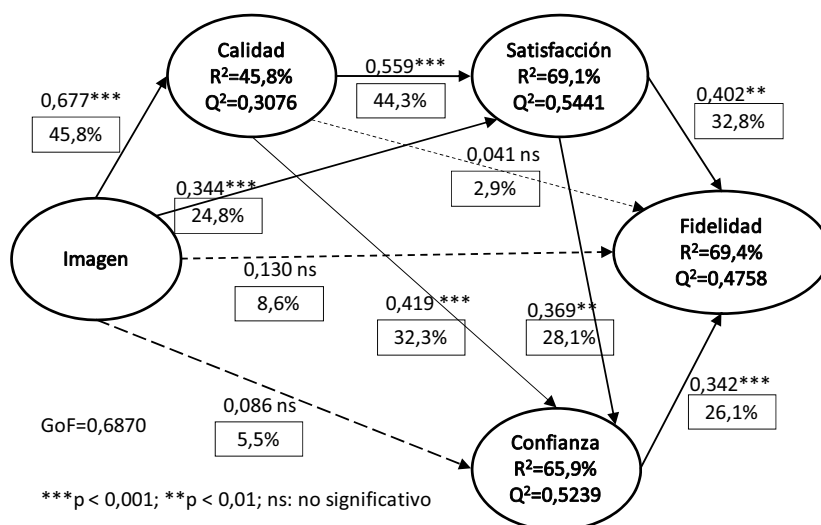 Calidad
R²=45,8%
Q²=0,3076
Satisfacción
R²=69,1%
Q²=0,5441
0,677***
45,8%
0,559***
44,3%
0,402**
32,8%
0,041 ns
2,9%
0,344***
24,8%
Imagen
Fidelidad
R²=69,4%
Q²=0,4758
0,130 ns
8,6%
0,419 ***
32,3%
0,369**
28,1%
0,342***
26,1%
0,086 ns
5,5%
GoF=0,6870
Confianza
R²=65,9%
Q²=0,5239
***p < 0,001; **p < 0,01; ns: no significativo